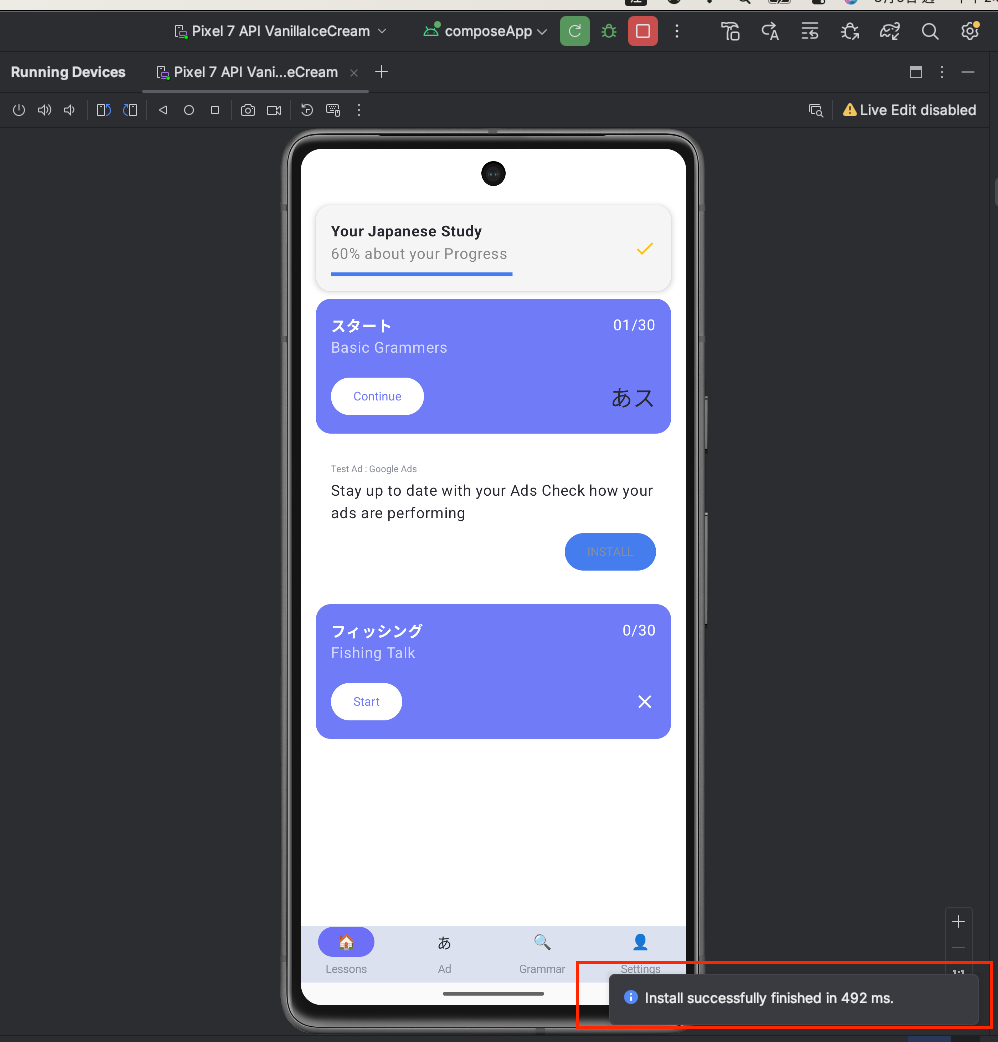 Pixel 7 API VanillaIceCream
composeApp
Running Devices
Pixel 7 API Vani...eCream
Live Edit disabled
Your Japanese Study
60% about your Progress
スタート
01/30
Basic Grammers
Continue
あス
Test Ad : Google Ads
Stay up to date with your Ads Check how your
ads are performing
INSTALL
フィッシング
0/30
Fishing Talk
Start
あ
Lessons
Ad
Grammar
Settings
Install successfully finished in 492 ms.